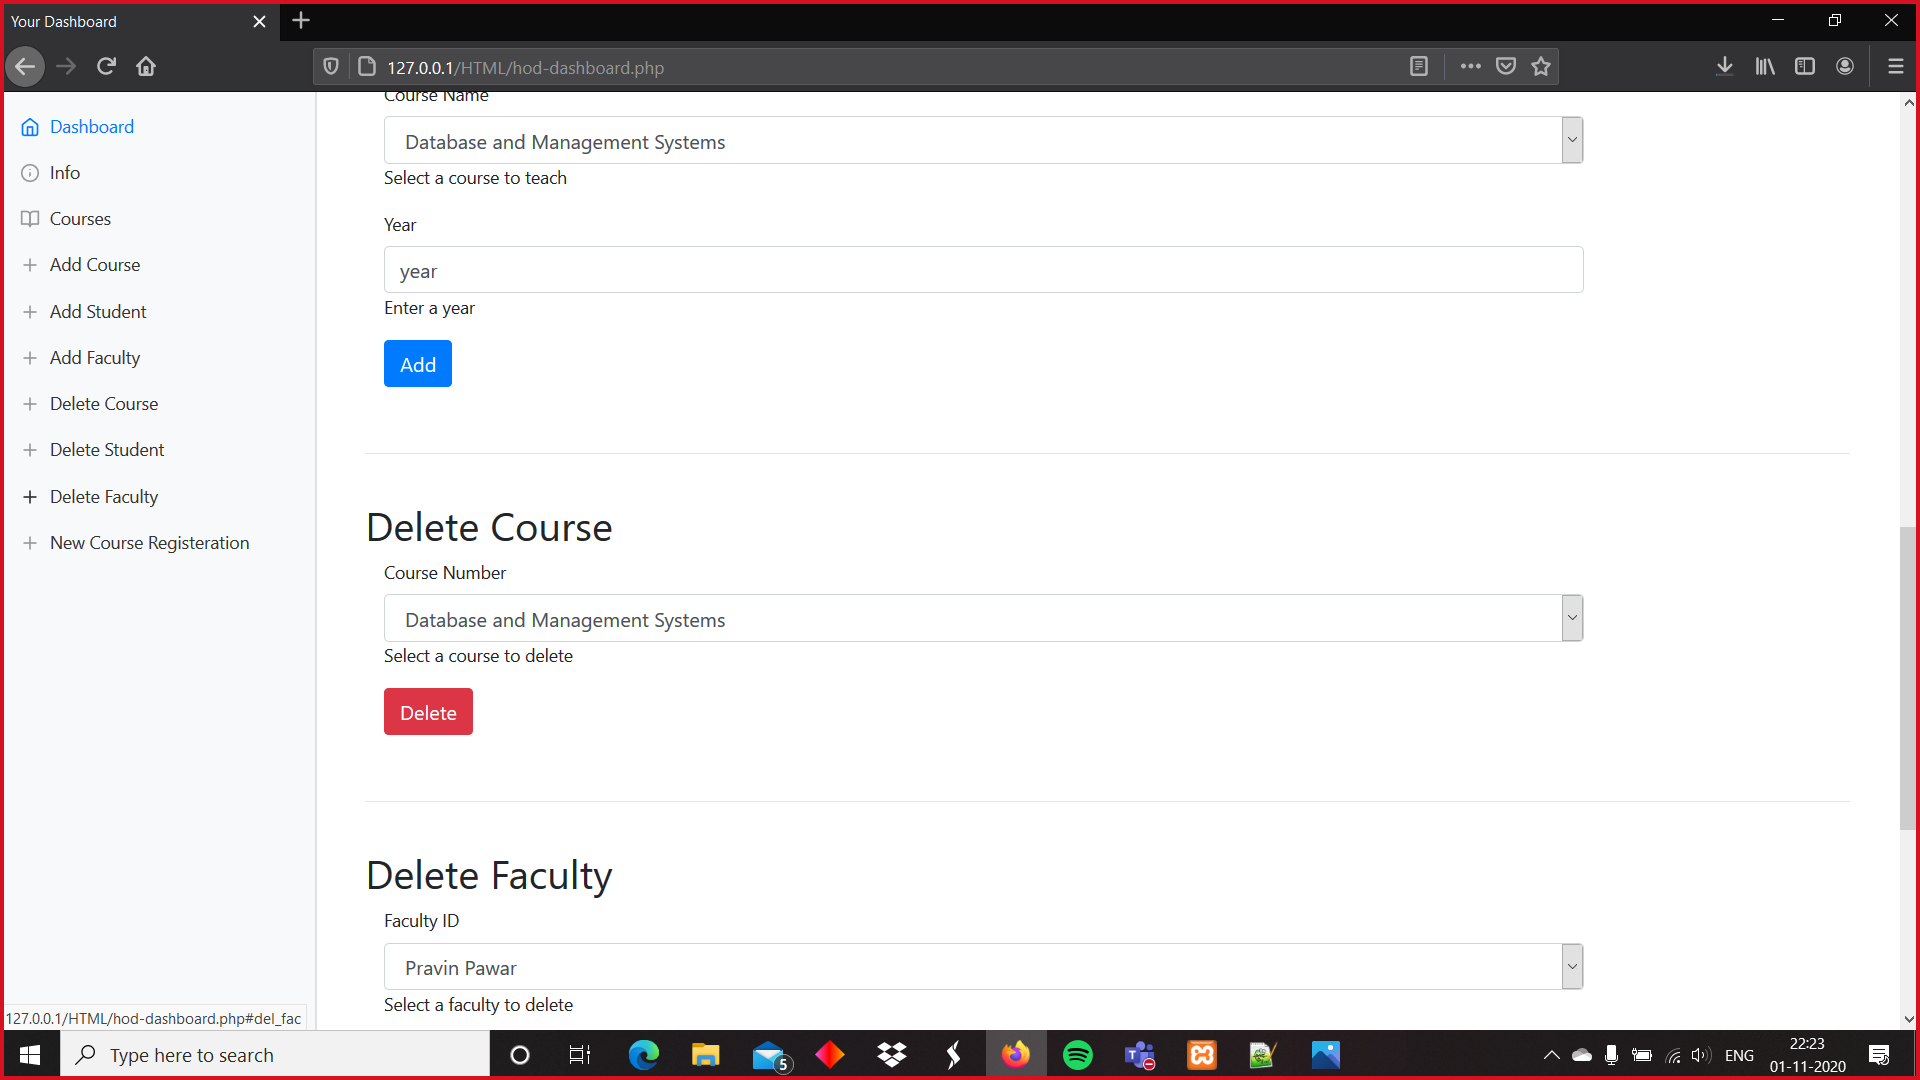 Your Dashboard
127.0.0.1/HTML/hod-dashboard.php
Dashboard
Info
Courses
Add Course
Add Student
Add Faculty
Delete Course
Delete Student
Delete Faculty
New Course Registeration
Course Name
Database and Management Systems
Select a course to teach
Year
year
Enter a year
Add
Delete Course
Course Number
Database and Management Systems
Select a course to delete
Delete
Delete Faculty
Faculty ID
Pravin Pawar
Select a faculty to delete
127.0.0.1/HTML/hod-dashboard.php#del_fac
Type here to search
5
ENG
22:23
01-11-2020